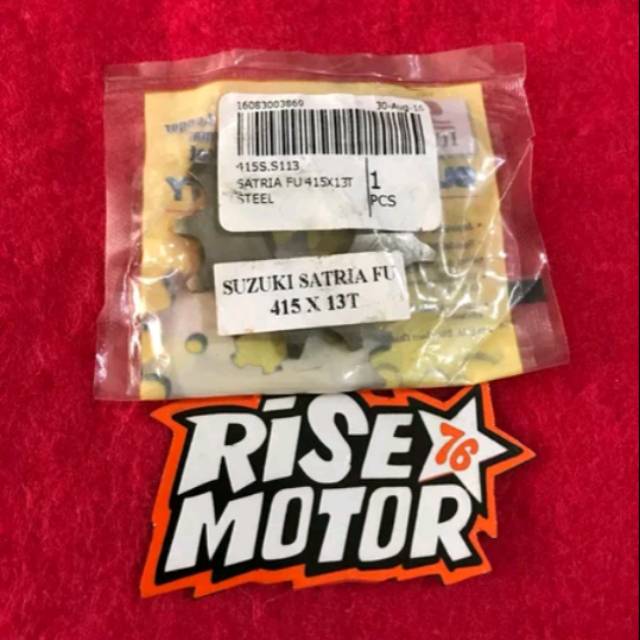 16083003869 30-Aug-16
415S.S113
SATRIA FU 415X13T
STEEL
1
PCS
SUZUKI SATRIA FU
415 X 13T
RiSE
76
MOTOR